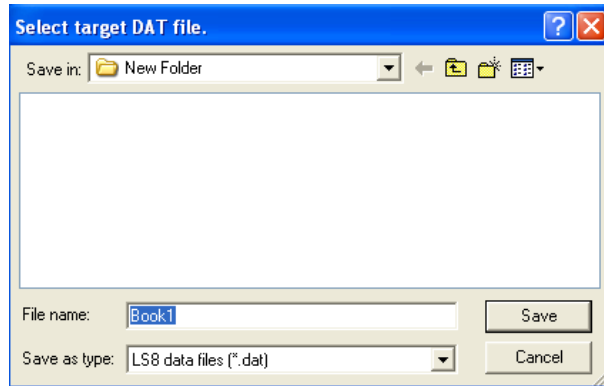 Select target DAT file.
Save in: New Folder
File name: Book1 Save
Save as type: LS8 data files (*.dat) Cancel